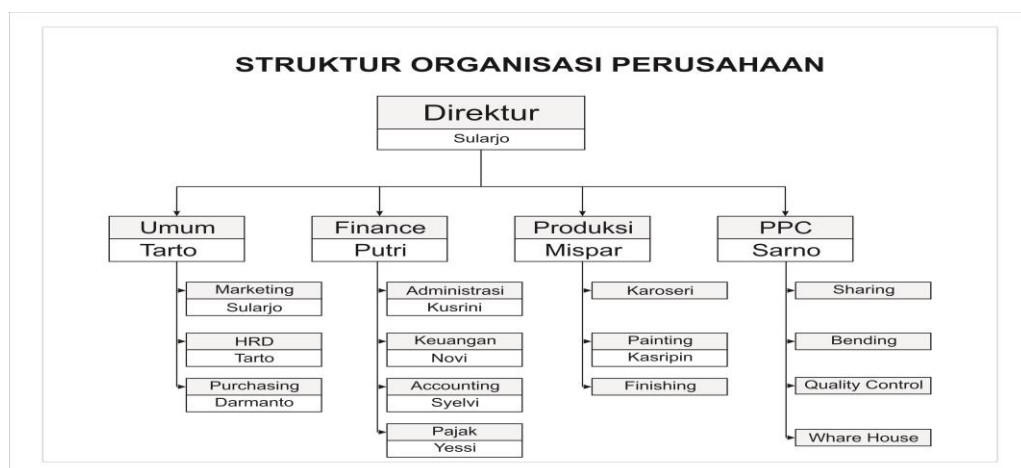 STRUKTUR ORGANISASI PERUSAHAAN
Direktur
Sularjo
Umum
Tarto
Marketing
Sularjo
HRD
Tarto
Purchasing
Darmanto
Finance
Putri
Administrasi
Kusrini
Keuangan
Novi
Accounting
Syelvi
Pajak
Yessi
Produksi
Mispar
Karoseri
Painting
Kasripin
Finishing
PPC
Sarno
Sharing
Bending
Quality Control
Whare House